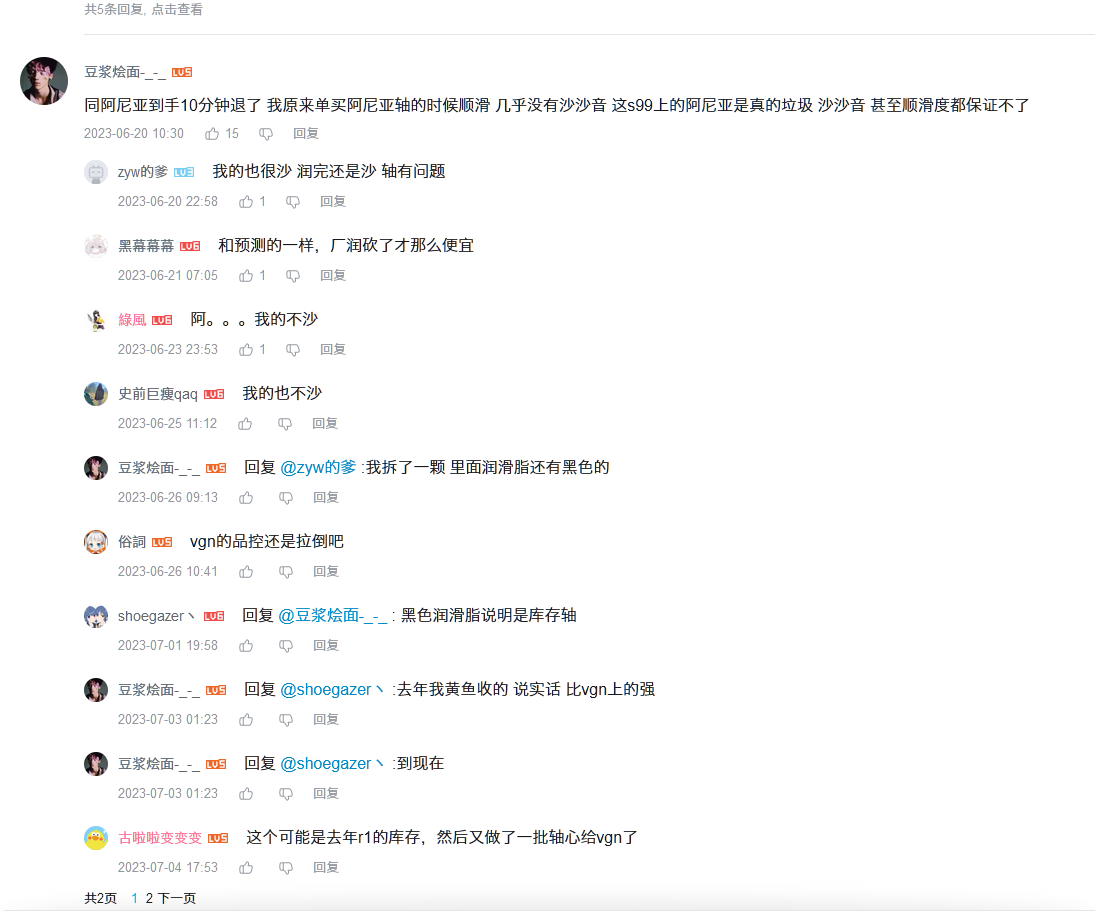 共5条回复, 点击查看
豆浆烩面-_-_ LV5
同阿尼亚到手10分钟退了 我原来单买阿尼亚轴的时候顺滑 几乎没有沙沙音 这s99上的阿尼亚是真的垃圾 沙沙音 甚至顺滑度都保证不了
2023-06-20 10:30 15 回复
zyw的爹 LV3 我的也很沙 润完还是沙 轴有问题
2023-06-20 22:58 1 回复
黑幕幕幕 LV6 和预测的一样，厂润砍了才那么便宜
2023-06-21 07:05 1 回复
綠風 LV6 阿。。。我的不沙
2023-06-23 23:53 1 回复
史前巨瘦qaq LV6 我的也不沙
2023-06-25 11:12 回复
豆浆烩面-_-_ LV5 回复 @zyw的爹 :我拆了一颗 里面润滑脂还有黑色的
2023-06-26 09:13 回复
俗詞 LV5 vgn的品控还是拉倒吧
2023-06-26 10:41 回复
shoegazer丶 LV6 回复 @豆浆烩面-_-_ : 黑色润滑脂说明是库存轴
2023-07-01 19:58 回复
豆浆烩面-_-_ LV5 回复 @shoegazer丶 :去年我黄鱼收的 说实话 比vgn上的强
2023-07-03 01:23 回复
豆浆烩面-_-_ LV5 回复 @shoegazer丶 :到现在
2023-07-03 01:23 回复
古啦啦变变变 LV5 这个可能是去年r1的库存，然后又做了一批轴心给vgn了
2023-07-04 17:53 回复
共2页 1 2 下一页